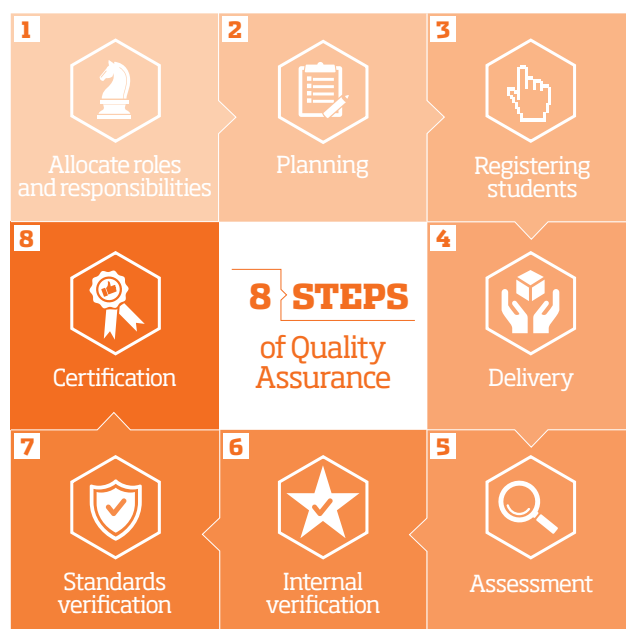 1
Allocate roles
and responsibilities
2
Planning
3
Registering
students
8
Certification
8 STEPS
of Quality
Assurance
4
Delivery
7
Standards
verification
6
Internal
verification
5
Assessment